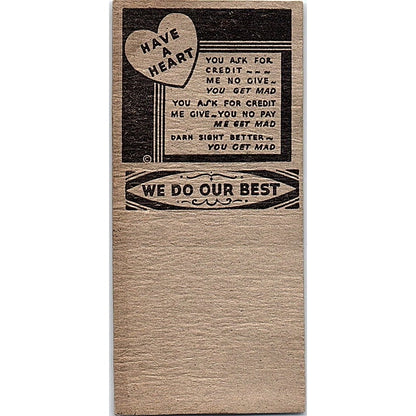 HAVE
A
HEART
YOU ASK FOR
CREDIT ~~~
ME NO GIVE~
YOU GET MAD
YOU ASK FOR CREDIT
ME GIVE~YOU NO PAY
ME GET MAD
DARN SIGHT BETTER~
YOU GET MAD
©
WE DO OUR BEST